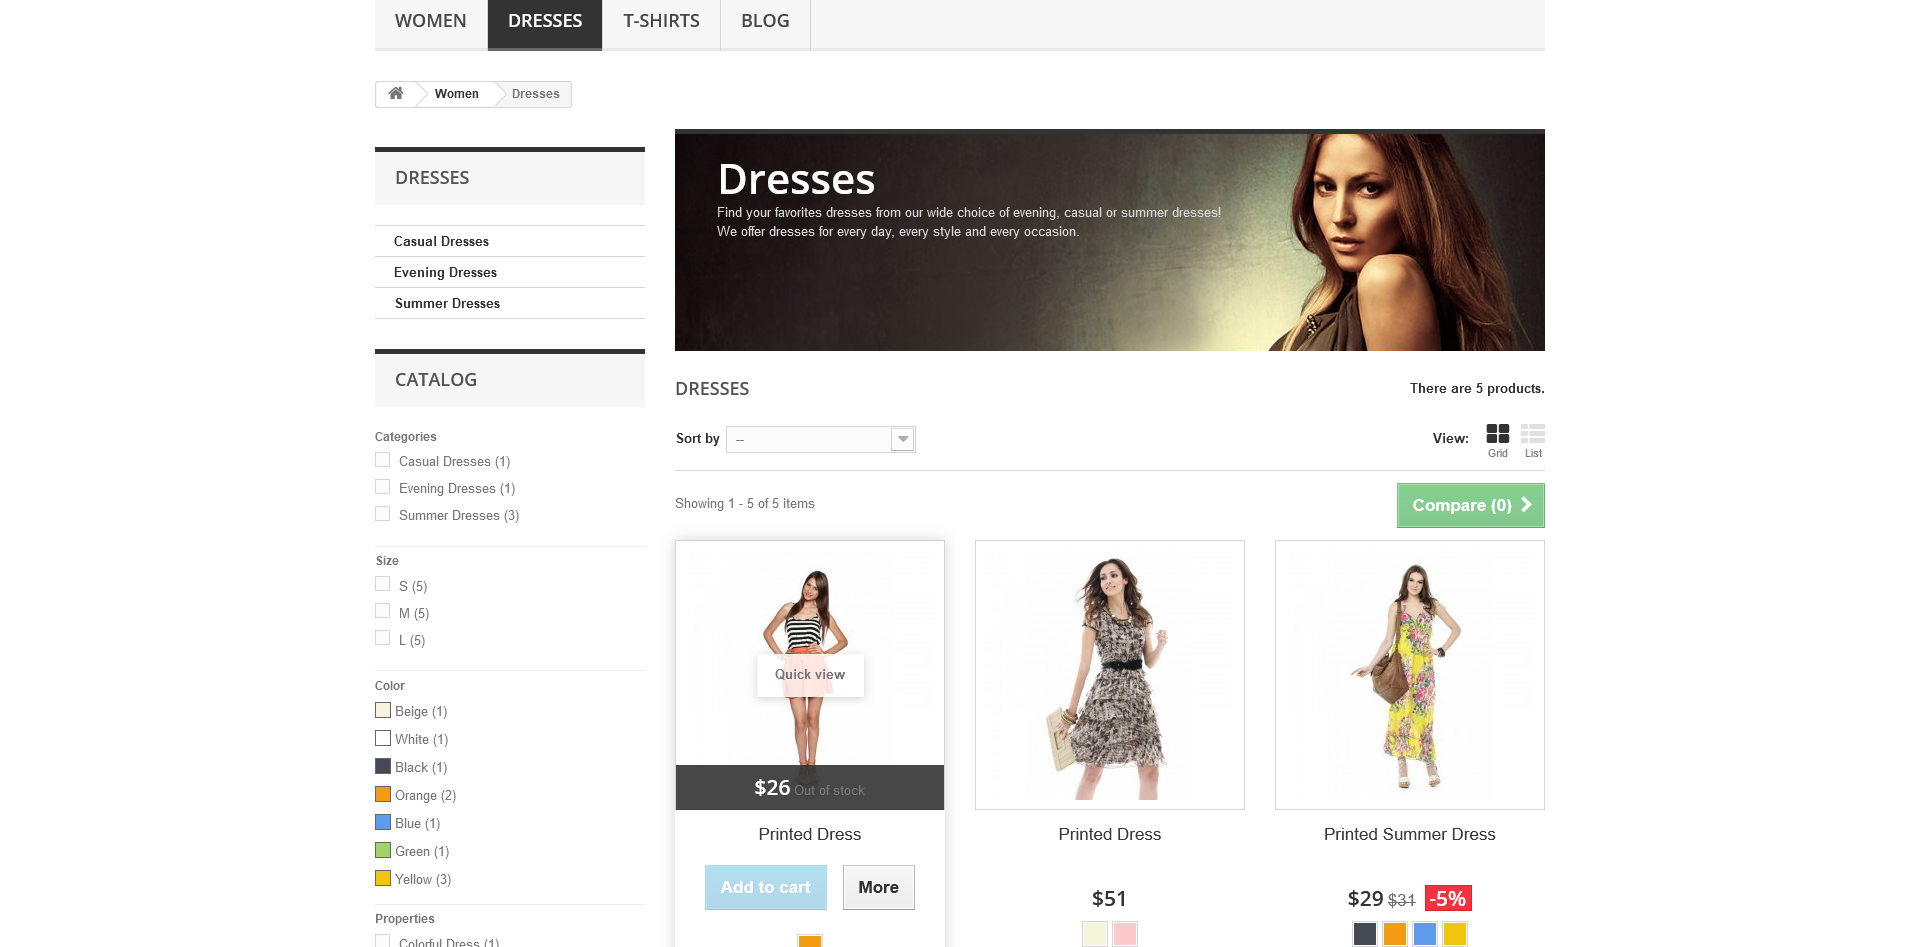 WOMEN DRESSES T-SHIRTS BLOG
Women Dresses
DRESSES
Casual Dresses
Evening Dresses
Summer Dresses
CATALOG
Categories
Casual Dresses (1)
Evening Dresses (1)
Summer Dresses (3)
Size
S (5)
M (5)
L (5)
Color
Beige (1)
White (1)
Black (1)
Orange (2)
Blue (1)
Green (1)
Yellow (3)
Properties
Colorful Dress (1)
Dresses
Find your favorites dresses from our wide choice of evening, casual or summer dresses!
We offer dresses for every day, every style and every occasion.
DRESSES There are 5 products.
Sort by -- View: Grid List
Showing 1 - 5 of 5 items Compare (0)
Quick view
$26 Out of stock
Printed Dress
Add to cart More
Printed Dress
$51
Printed Summer Dress
$29 $31 -5%